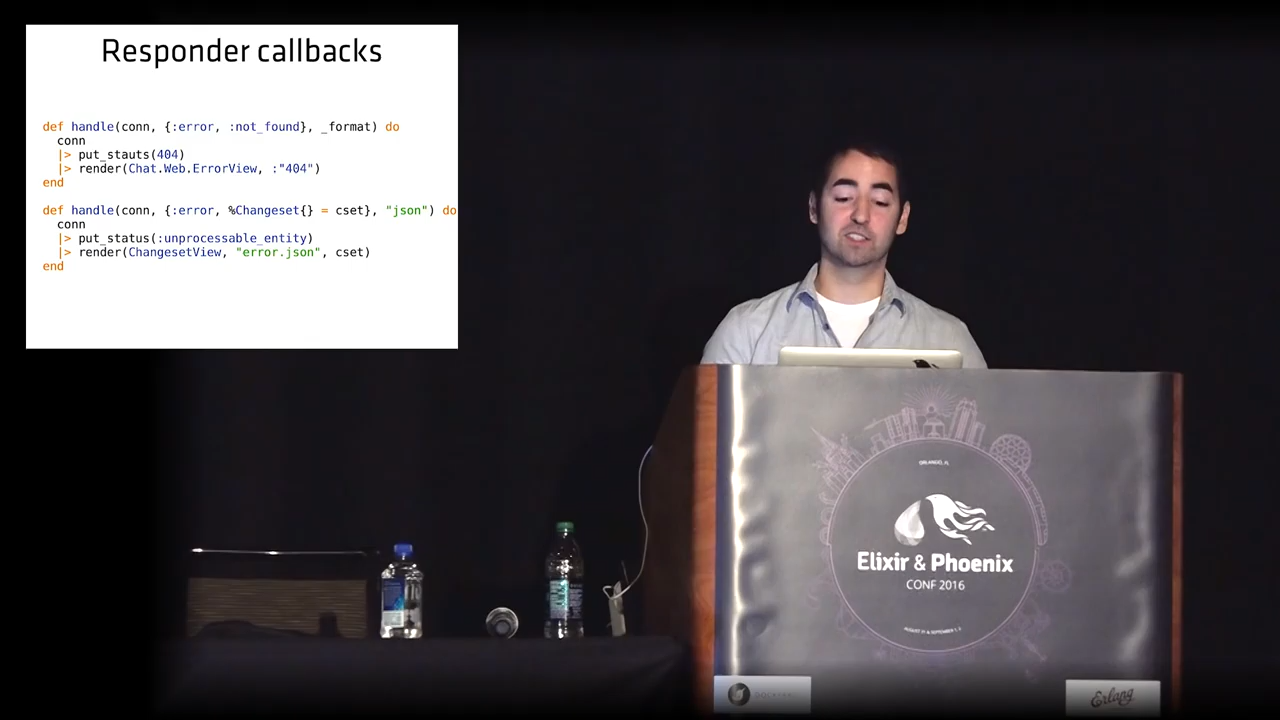 Responder callbacks
def handle(conn, {:error, :not_found}, _format) do
  conn
  |> put_stauts(404)
  |> render(Chat.Web.ErrorView, :"404")
end
def handle(conn, {:error, %Changeset{} = cset}, "json") do
  conn
  |> put_status(:unprocessable_entity)
  |> render(ChangesetView, "error.json", cset)
end
ORLANDO, FL
Elixir & Phoenix
CONF 2016
Erlang